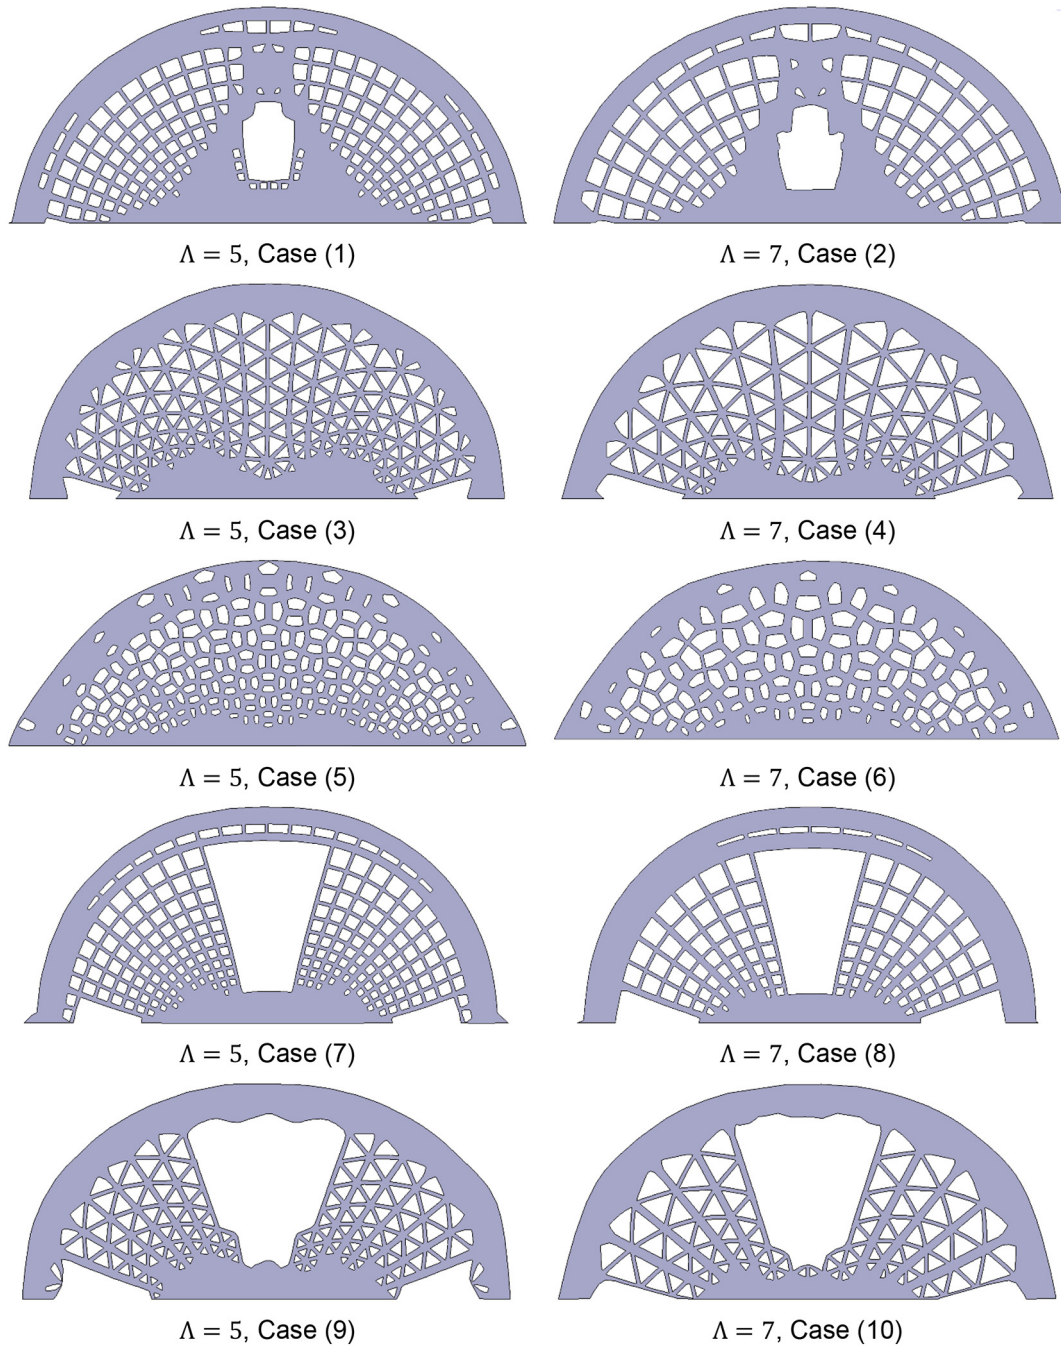 Λ = 5, Case (1)
Λ = 7, Case (2)
Λ = 5, Case (3)
Λ = 7, Case (4)
Λ = 5, Case (5)
Λ = 7, Case (6)
Λ = 5, Case (7)
Λ = 7, Case (8)
Λ = 5, Case (9)
Λ = 7, Case (10)